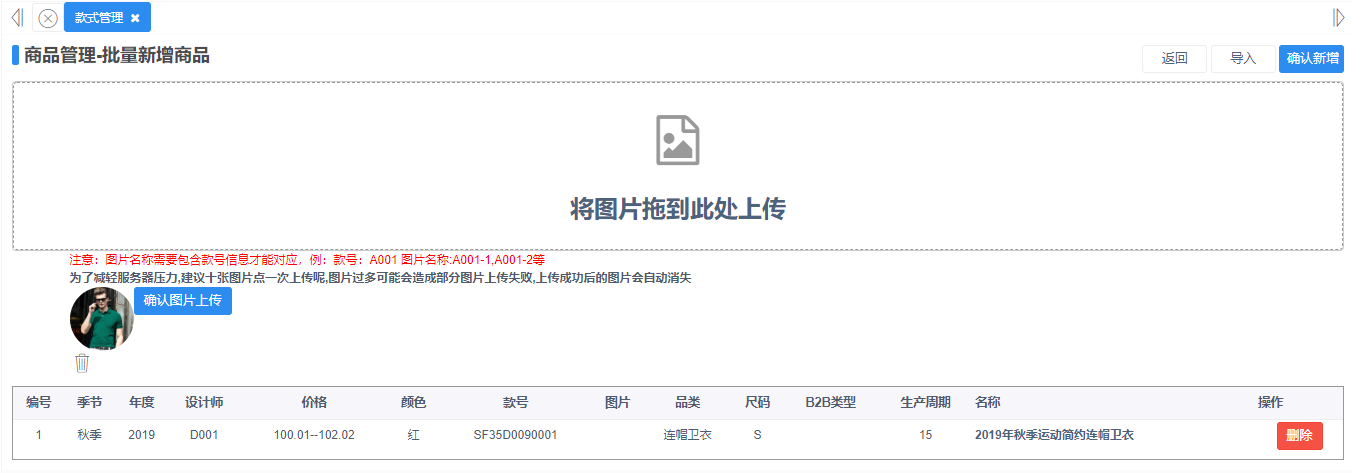 款式管理
商品管理-批量新增商品
返回 导入 确认新增
将图片拖到此处上传
注意：图片名称需要包含款号信息才能对应，例：款号：A001 图片名称:A001-1,A001-2等
为了减轻服务器压力,建议十张图片点一次上传呢,图片过多可能会造成部分图片上传失败,上传成功后的图片会自动消失
确认图片上传
编号 季节 年度 设计师 价格 颜色 款号 图片 品类 尺码 B2B类型 生产周期 名称 操作
1 秋季 2019 D001 100.01--102.02 红 SF35D0090001 连帽卫衣 S 15 2019年秋季运动简约连帽卫衣 删除